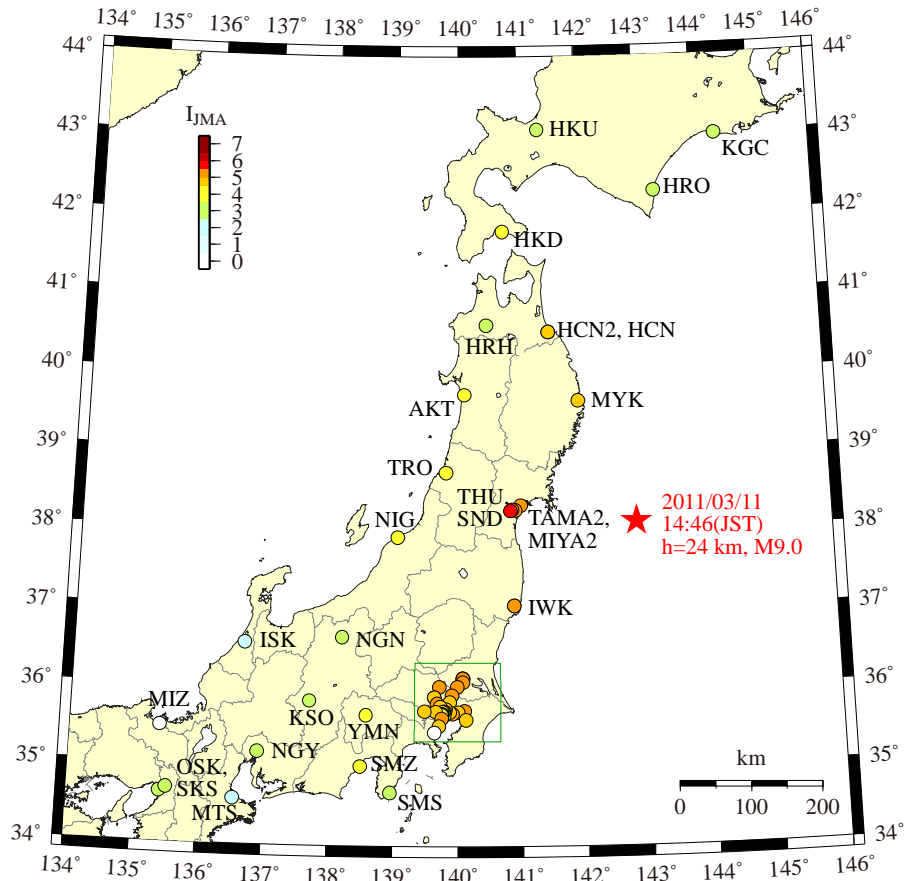 134° 135° 136° 137° 138° 139° 140° 141° 142° 143° 144° 145° 146°
44° 44°
I_JMA
7
6
5
4
3
2
1
0
HKU
KGC
43° 43°
HRO
42° 42°
HKD
41° 41°
HCN2, HCN
HRH
40° 40°
MYK
AKT
39° 39°
TRO
THU,
SND
TAMA2,
MIYA2
2011/03/11
14:46(JST)
h=24 km, M9.0
NIG
38° 38°
IWK
37° 37°
ISK
NGN
36° 36°
MIZ
KSO
YMN
35° 35°
NGY
OSK,
SKS
SMZ
MTS
SMS
km
0 100 200
34° 34°
134° 135° 136° 137° 138° 139° 140° 141° 142° 143° 144° 145° 146°